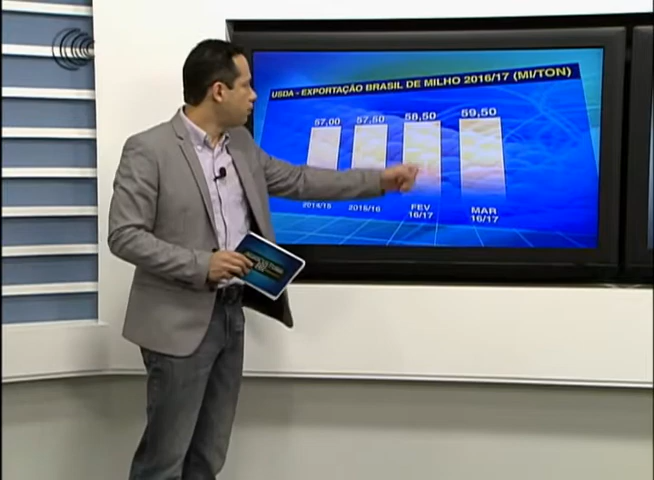 USDA - EXPORTAÇÃO BRASIL DE MILHO 2016/17 (MI/TON)
57,00 57,50 58,50 59,50
2014/15 2015/16 FEV 16/17 MAR 16/17